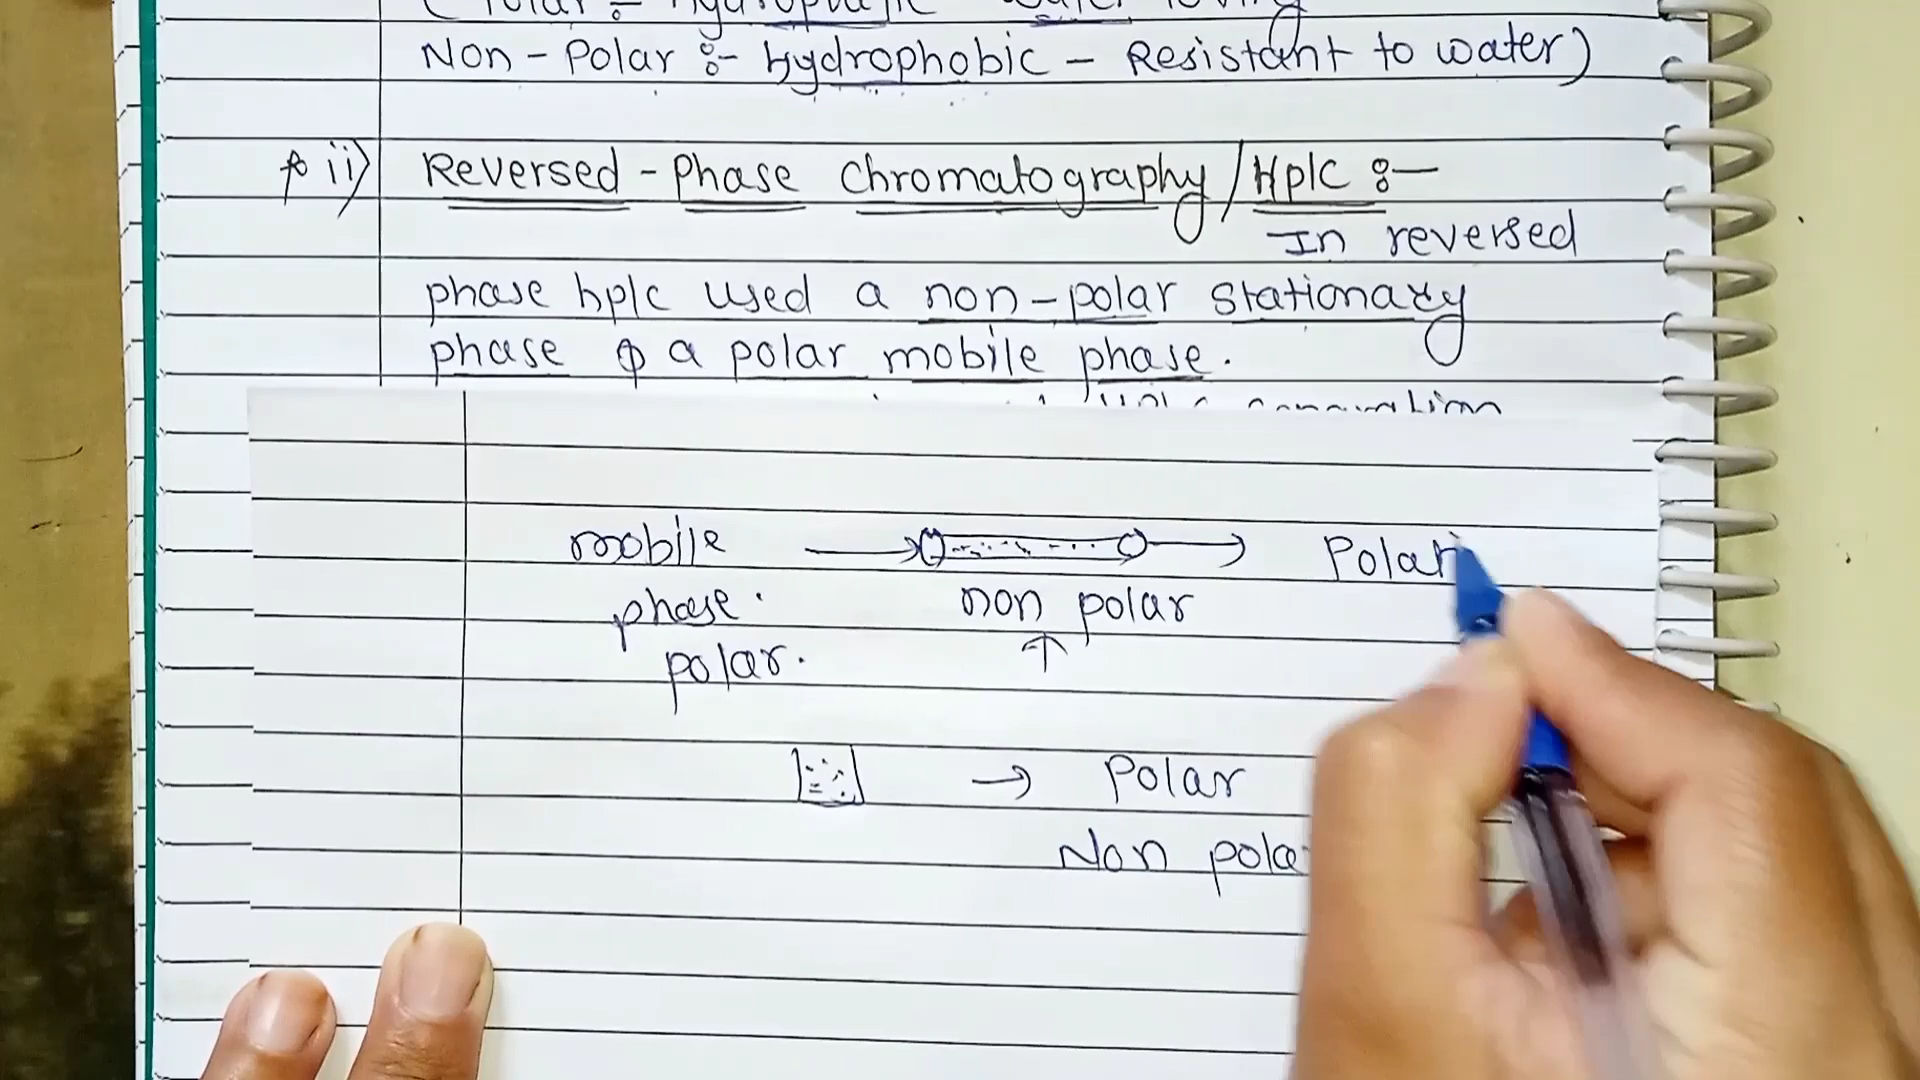 Non - Polar :- Hydrophobic - Resistant to water)
ii) Reversed - Phase Chromatography / Hplc :-
In reversed
phase hplc used a non-polar stationary
phase & a polar mobile phase.
mobile → → Polar
phase. non polar
polar. ↑
→ Polar
Non pola